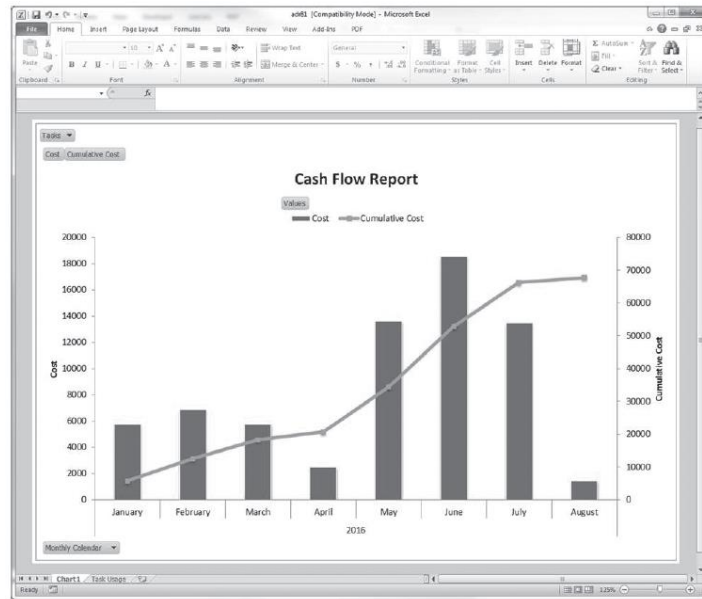 adr81 [Compatibility Mode] - Microsoft Excel
File Home Insert Page Layout Formulas Data Review View Add-Ins PDF
Paste
10 A A
Wrap Text
General
B I U
Merge & Center
$ % ,
Conditional Formatting
Format as Table
Cell Styles
Insert Delete Format
Σ AutoSum
Fill
Clear
Sort & Filter
Find & Select
Clipboard Font Alignment Number Styles Cells Editing
fx
Tasks
Cost Cumulative Cost
Cash Flow Report
Values
Cost Cumulative Cost
20000
18000
16000
14000
12000
10000
8000
6000
4000
2000
0
Cost
80000
70000
60000
50000
40000
30000
20000
10000
0
Cumulative Cost
January February March April May June July August
2016
Monthly Calendar
Chart1 Task Usage
Ready
125%